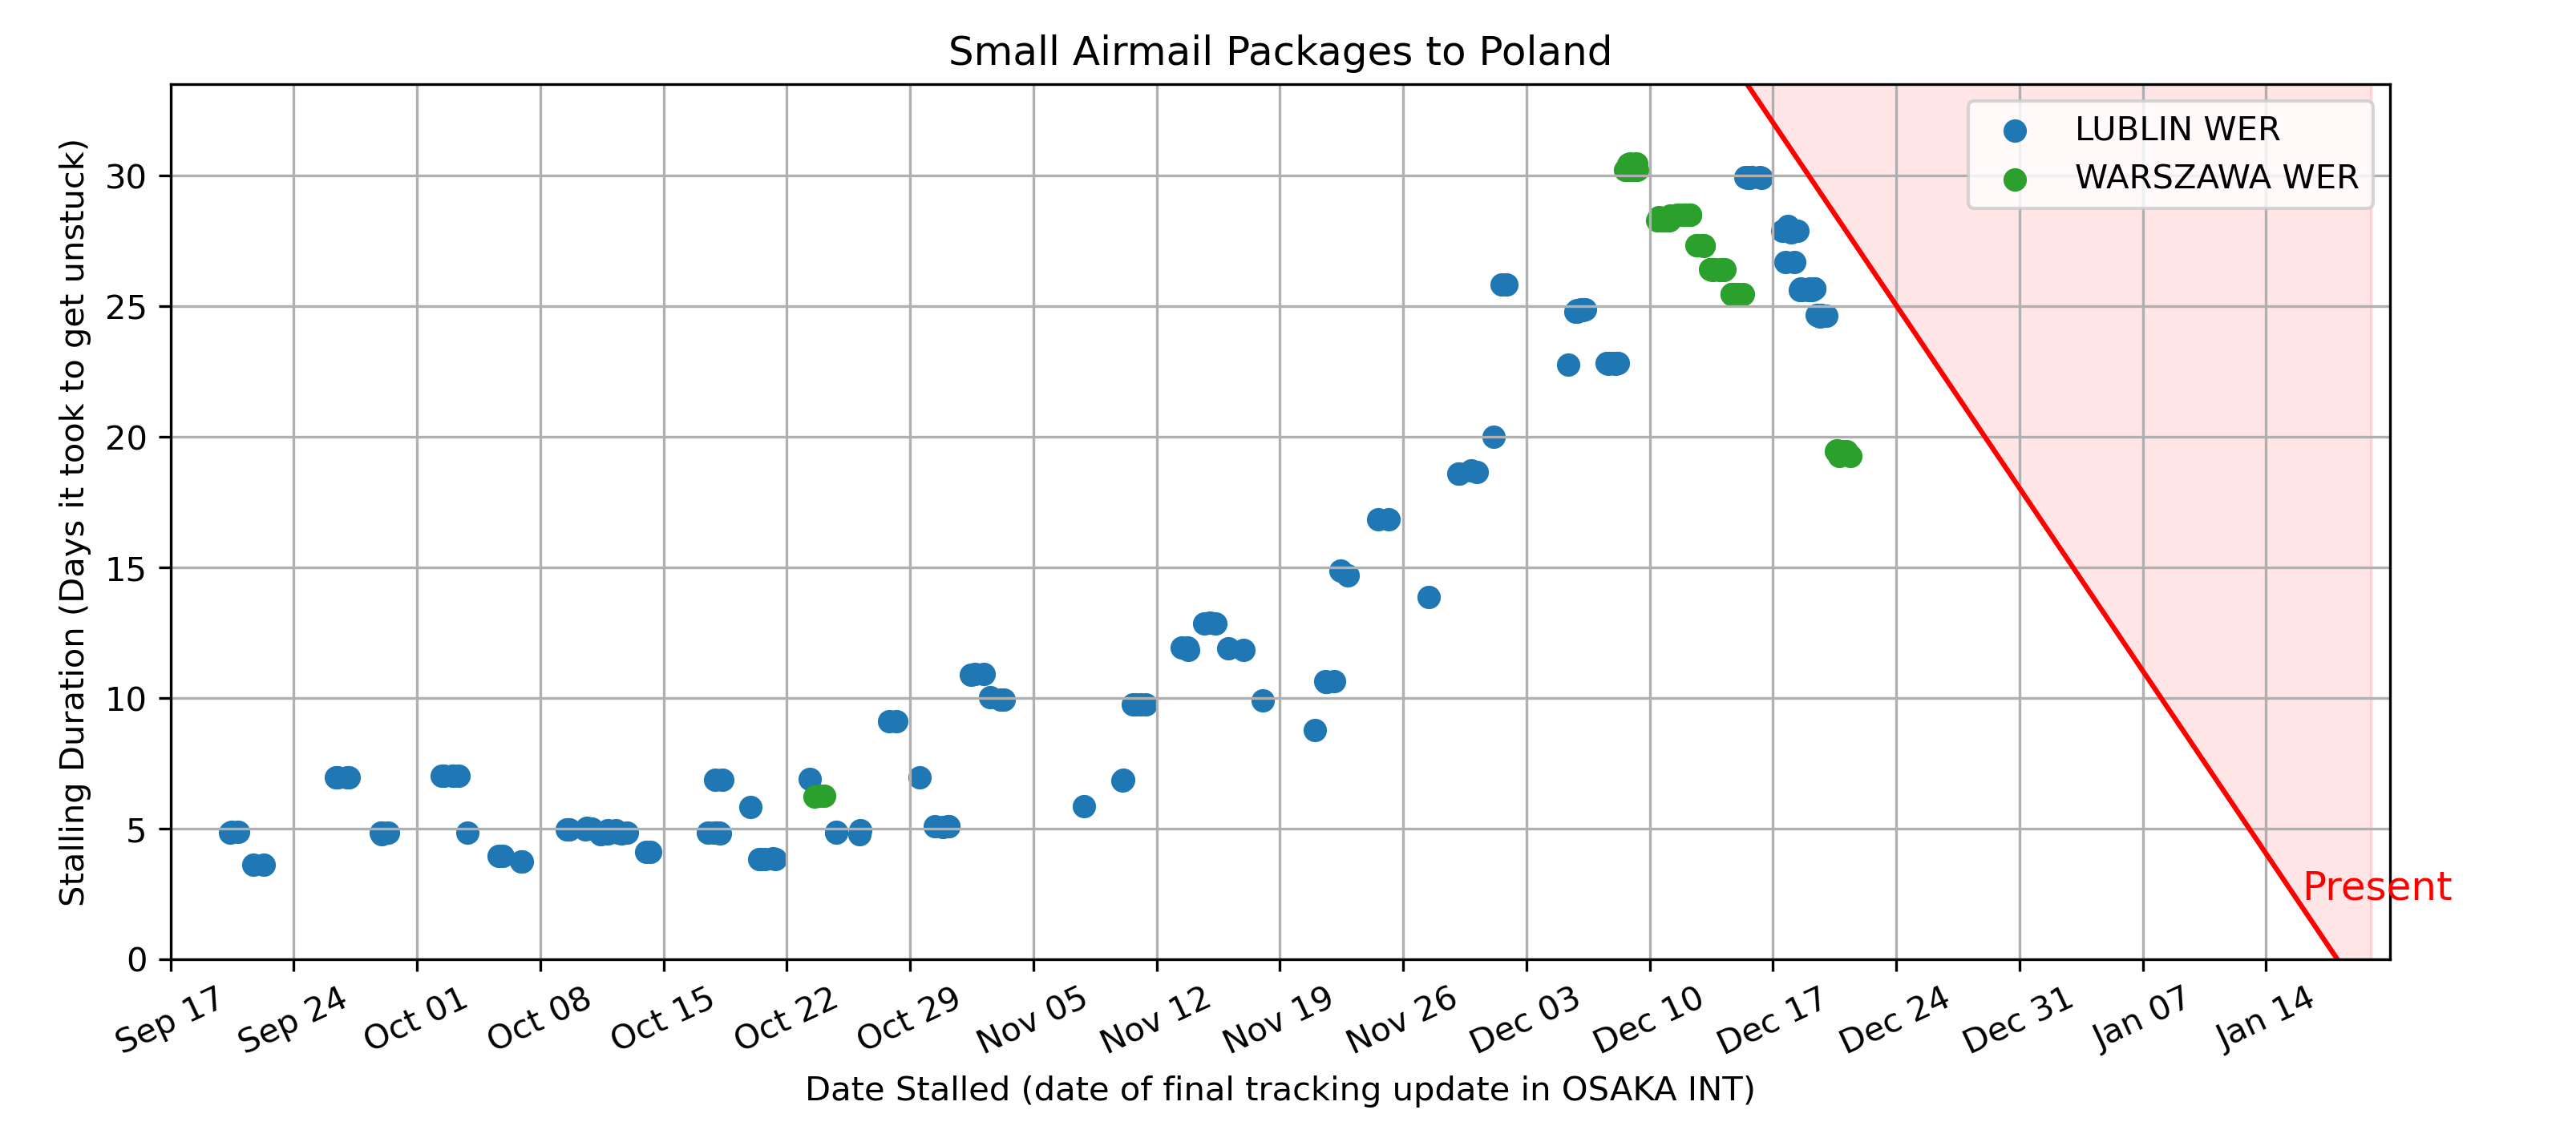 Small Airmail Packages to Poland
LUBLIN WER
WARSZAWA WER
Stalling Duration (Days it took to get unstuck)
30
25
20
15
10
5
0
Present
Sep 17
Sep 24
Oct 01
Oct 08
Oct 15
Oct 22
Oct 29
Nov 05
Nov 12
Nov 19
Nov 26
Dec 03
Dec 10
Dec 17
Dec 24
Dec 31
Jan 07
Jan 14
Date Stalled (date of final tracking update in OSAKA INT)